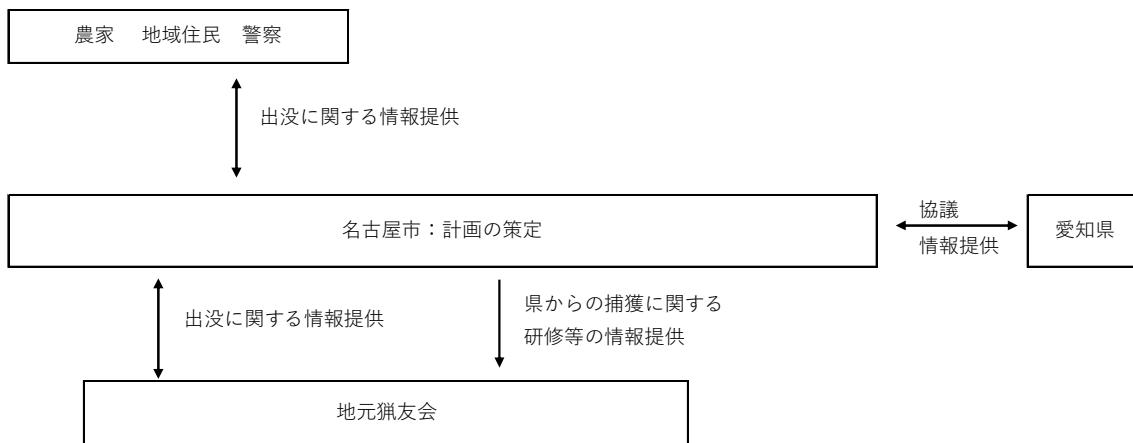 農家　地域住民　警察
出没に関する情報提供
名古屋市：計画の策定
協議
情報提供
愛知県
出没に関する情報提供
県からの捕獲に関する
研修等の情報提供
地元猟友会